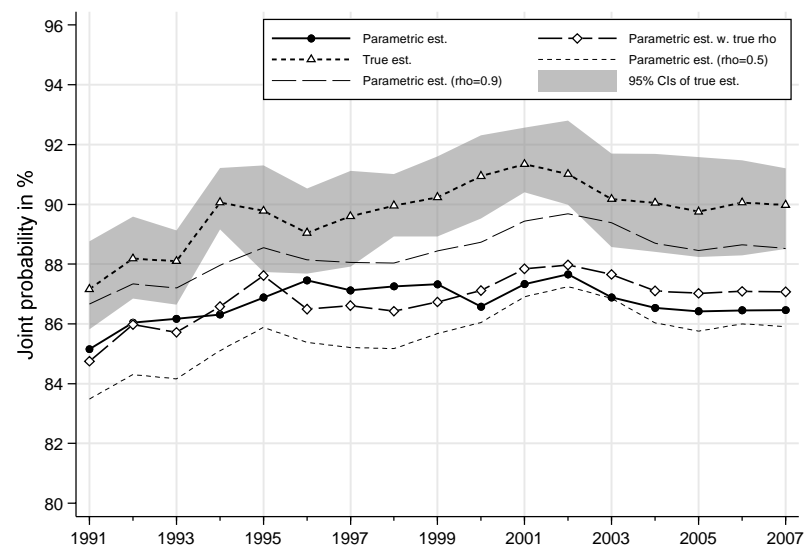 Parametric est.
Parametric est. w. true rho
True est.
Parametric est. (rho=0.5)
Parametric est. (rho=0.9)
95% CIs of true est.
Joint probability in %
96
94
92
90
88
86
84
82
80
1991 1993 1995 1997 1999 2001 2003 2005 2007